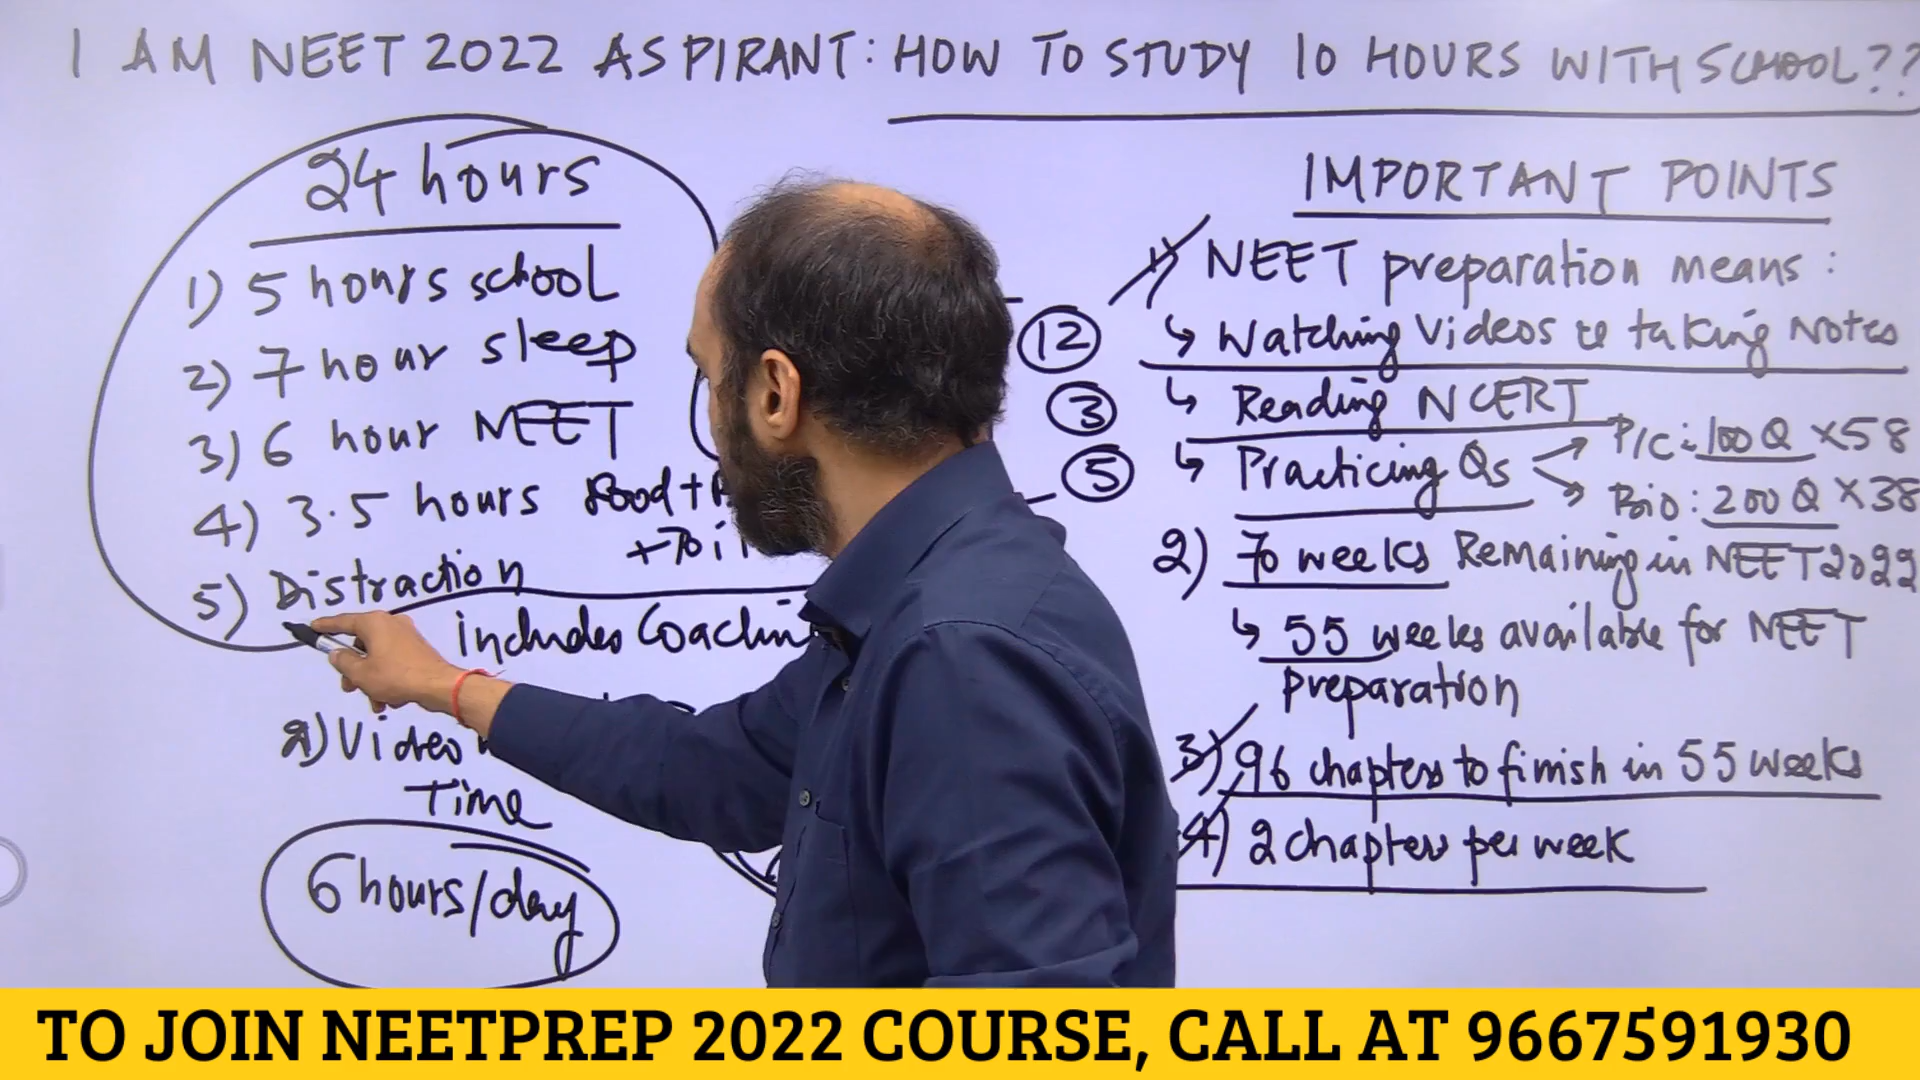 I AM NEET 2022 ASPIRANT: HOW TO STUDY 10 HOURS WITH SCHOOL??
24 hours
1) 5 hours school
2) 7 hour sleep
3) 6 hour NEET
4) 3.5 hours food +
+
5) Distraction
includes
2) Video
Time
6 hours/day
12
3
5
IMPORTANT POINTS
1) NEET preparation means:
↳ Watching Videos & taking Notes
↳ Reading NCERT
↳ Practicing Qs
P/C: 100 Q x 58
Bio: 200 Q x 38
2) 70 weeks Remaining in NEET 2022
↳ 55 weeks available for NEET
preparation
3) 96 chapters to finish in 55 weeks
4) 2 chapters per week
TO JOIN NEETPREP 2022 COURSE, CALL AT 9667591930